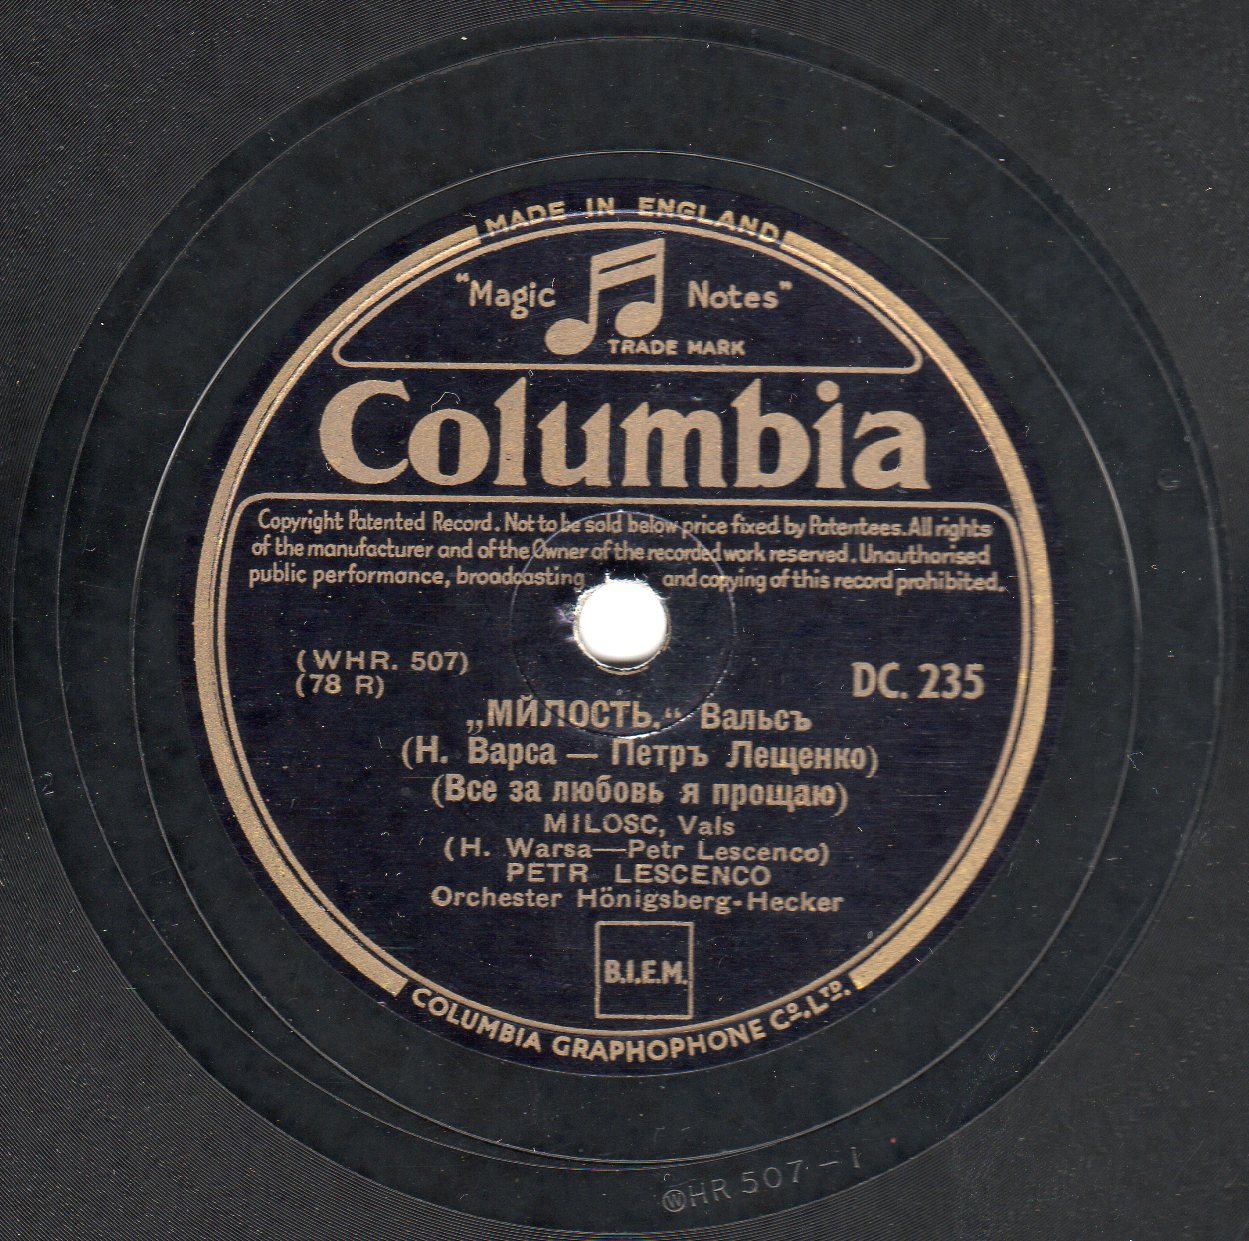 MADE IN ENGLAND
"Magic Notes"
TRADE MARK
Columbia
Copyright Patented Record. Not to be sold below price fixed by Patentees. All rights
of the manufacturer and of the Owner of the recorded work reserved. Unauthorised
public performance, broadcasting and copying of this record prohibited.
(WHR. 507)
(78 R)
DC. 235
„МЙЛОСТЬ.“ Вальсъ
(Н. Варса — Петръ Лещенко)
(Все за любовь я прощаю)
MILOSC, Vals
(H. Warsa—Petr Lescenco)
PETR LESCENCO
Orchester Hönigsberg-Hecker
B.I.E.M.
COLUMBIA GRAPHOPHONE Co. LTD.
2
WHR 507-1